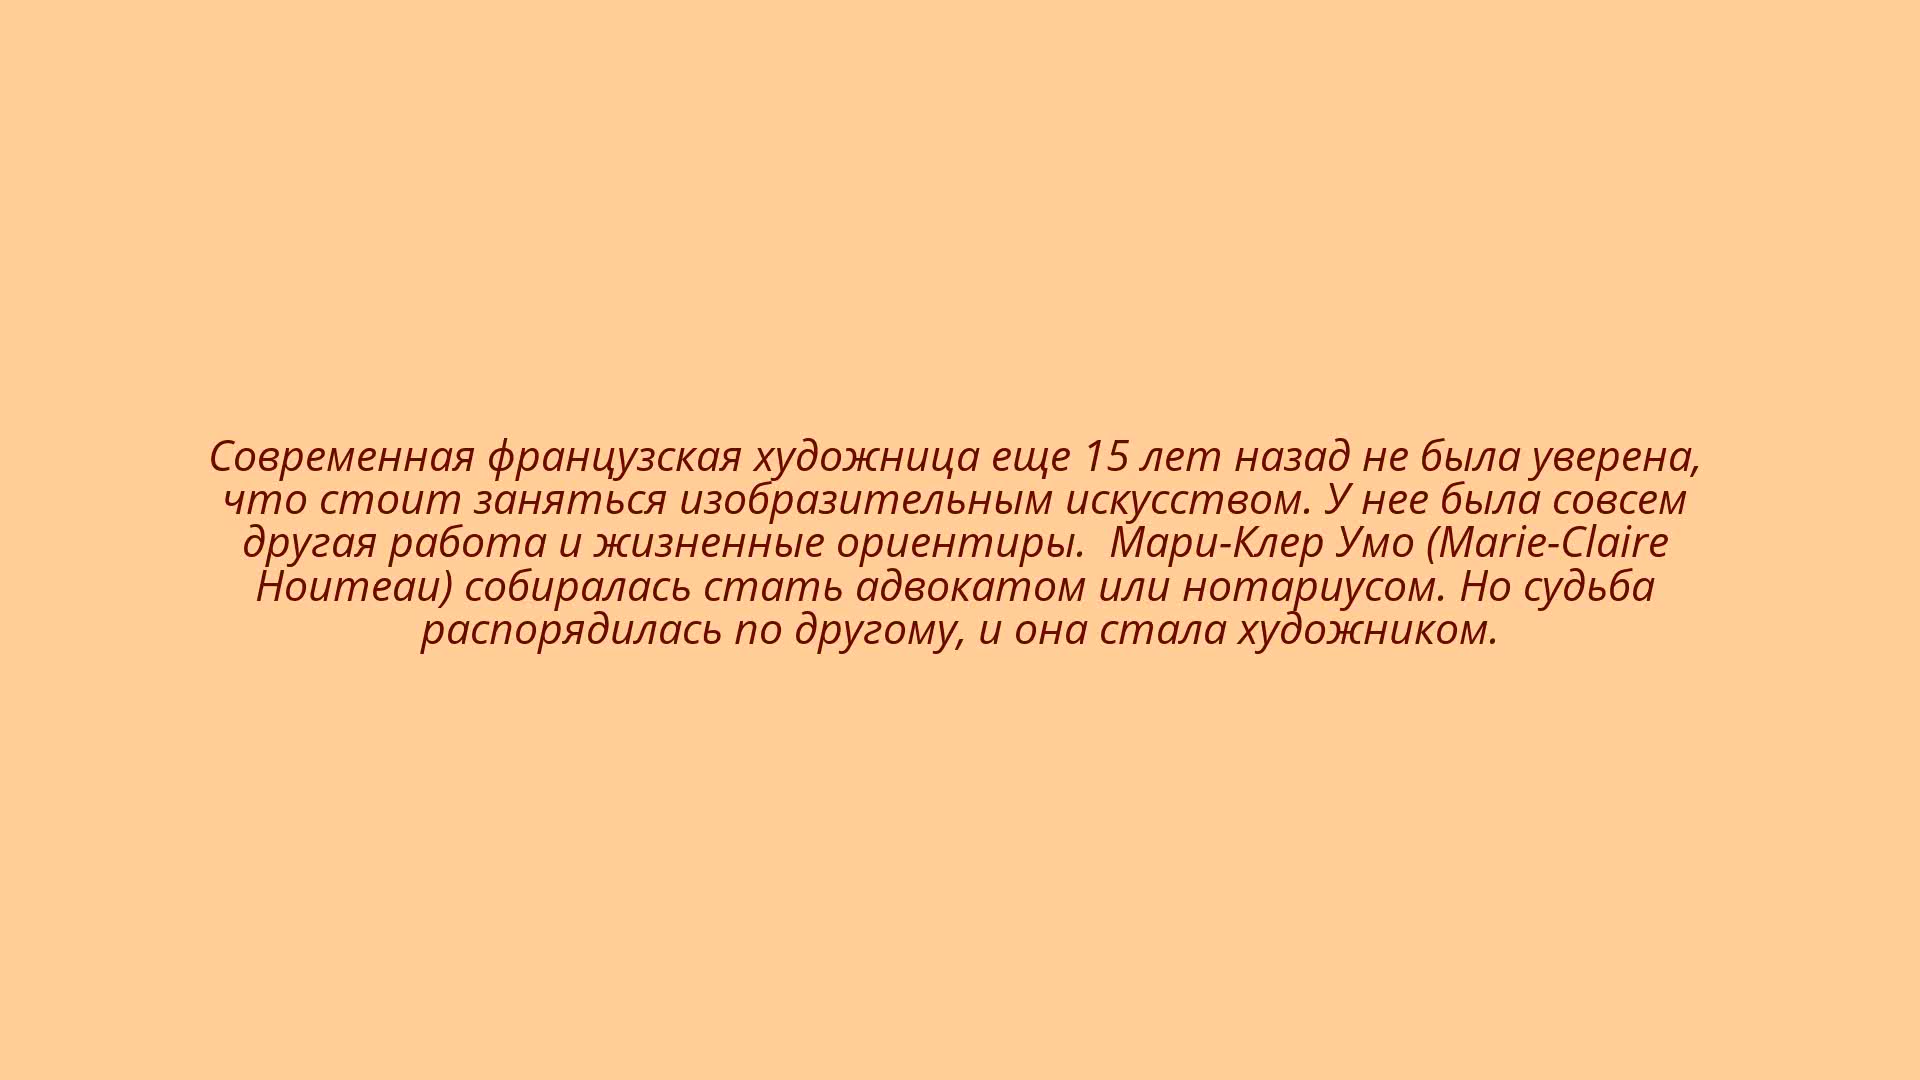 Современная французская художница еще 15 лет назад не была уверена,
что стоит заняться изобразительным искусством. У нее была совсем
другая работа и жизненные ориентиры.  Мари-Клер Умо (Marie-Claire
Houmeau) собиралась стать адвокатом или нотариусом. Но судьба
распорядилась по другому, и она стала художником.